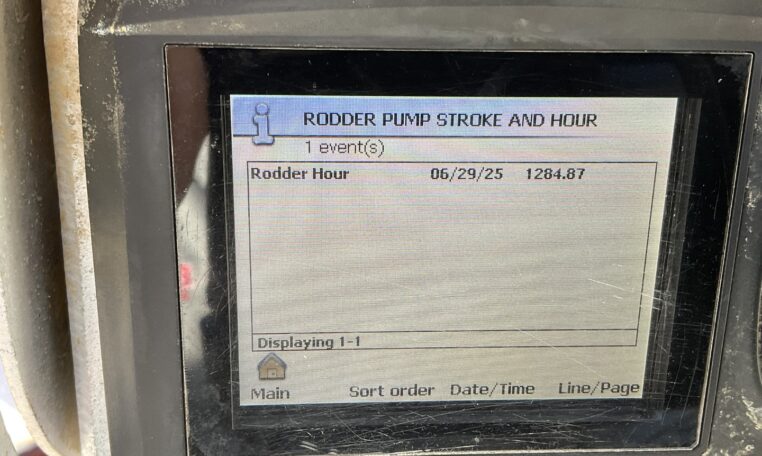 RODDER PUMP STROKE AND HOUR
1 event(s)
Rodder Hour 06/29/25 1284.87
Displaying 1-1
Main Sort order Date/Time Line/Page